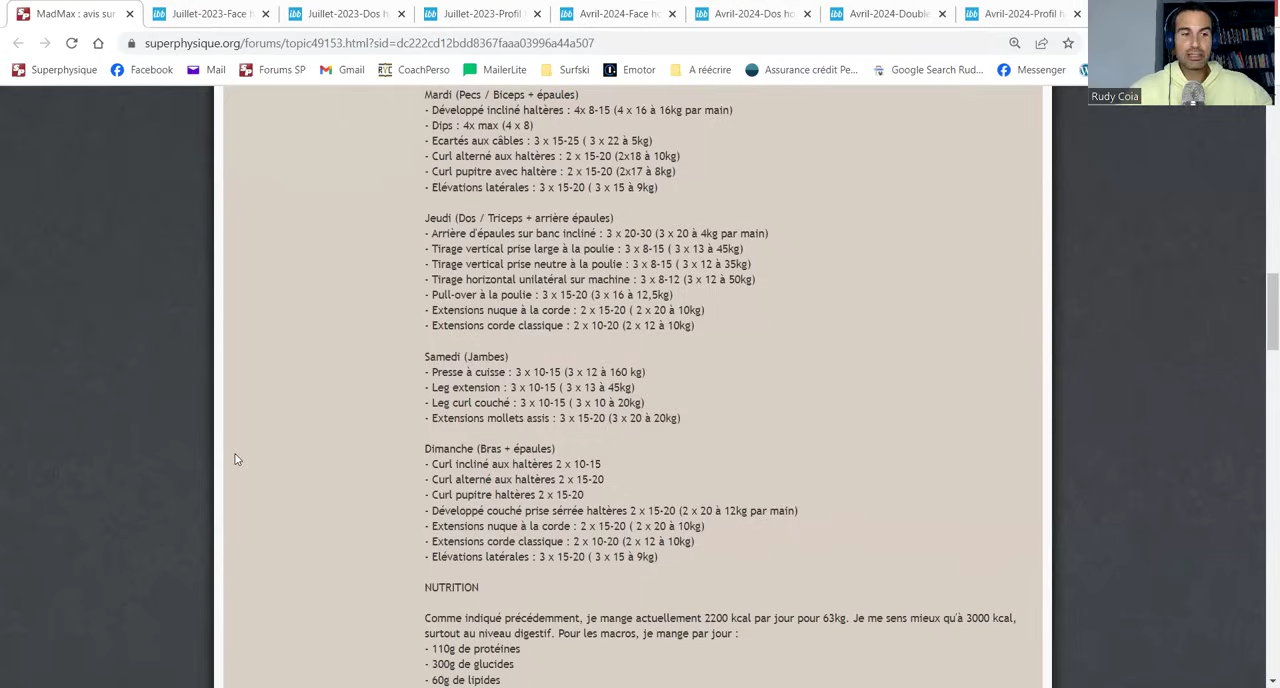 MadMax : avis sur
Juillet-2023-Face h
Juillet-2023-Dos h
Juillet-2023-Profil
Avril-2024-Face ho
Avril-2024-Dos ho
Avril-2024-Double
Avril-2024-Profil h
superphysique.org/forums/topic49153.html?sid=dc222cd12bdd8367faaa03996a44a507
Superphysique
Facebook
Mail
Forums SP
Gmail
CoachPerso
MailerLite
Surfski
Emotor
A réécrire
Assurance crédit Pe...
Google Search Rud...
Messenger
Rudy Coia
Mardi (Pecs / Biceps + épaules)
- Développé incliné haltères : 4x 8-15 (4 x 16 à 16kg par main)
- Dips : 4x max (4 x 8)
- Ecartés aux câbles : 3 x 15-25 ( 3 x 22 à 5kg)
- Curl alterné aux haltères : 2 x 15-20 (2x18 à 10kg)
- Curl pupitre avec haltère : 2 x 15-20 (2x17 à 8kg)
- Elévations latérales : 3 x 15-20 ( 3 x 15 à 9kg)
Jeudi (Dos / Triceps + arrière épaules)
- Arrière d'épaules sur banc incliné : 3 x 20-30 (3 x 20 à 4kg par main)
- Tirage vertical prise large à la poulie : 3 x 8-15 ( 3 x 13 à 45kg)
- Tirage vertical prise neutre à la poulie : 3 x 8-15 ( 3 x 12 à 35kg)
- Tirage horizontal unilatéral sur machine : 3 x 8-12 (3 x 12 à 50kg)
- Pull-over à la poulie : 3 x 15-20 (3 x 16 à 12,5kg)
- Extensions nuque à la corde : 2 x 15-20 ( 2 x 20 à 10kg)
- Extensions corde classique : 2 x 10-20 (2 x 12 à 10kg)
Samedi (Jambes)
- Presse à cuisse : 3 x 10-15 (3 x 12 à 160 kg)
- Leg extension : 3 x 10-15 ( 3 x 13 à 45kg)
- Leg curl couché : 3 x 10-15 ( 3 x 10 à 20kg)
- Extensions mollets assis : 3 x 15-20 (3 x 20 à 20kg)
Dimanche (Bras + épaules)
- Curl incliné aux haltères 2 x 10-15
- Curl alterné aux haltères 2 x 15-20
- Curl pupitre haltères 2 x 15-20
- Développé couché prise sérrée haltères 2 x 15-20 (2 x 20 à 12kg par main)
- Extensions nuque à la corde : 2 x 15-20 ( 2 x 20 à 10kg)
- Extensions corde classique : 2 x 10-20 (2 x 12 à 10kg)
- Elévations latérales : 3 x 15-20 ( 3 x 15 à 9kg)
NUTRITION
Comme indiqué précédemment, je mange actuellement 2200 kcal par jour pour 63kg. Je me sens mieux qu'à 3000 kcal,
surtout au niveau digestif. Pour les macros, je mange par jour :
- 110g de protéines
- 300g de glucides
- 60g de lipides